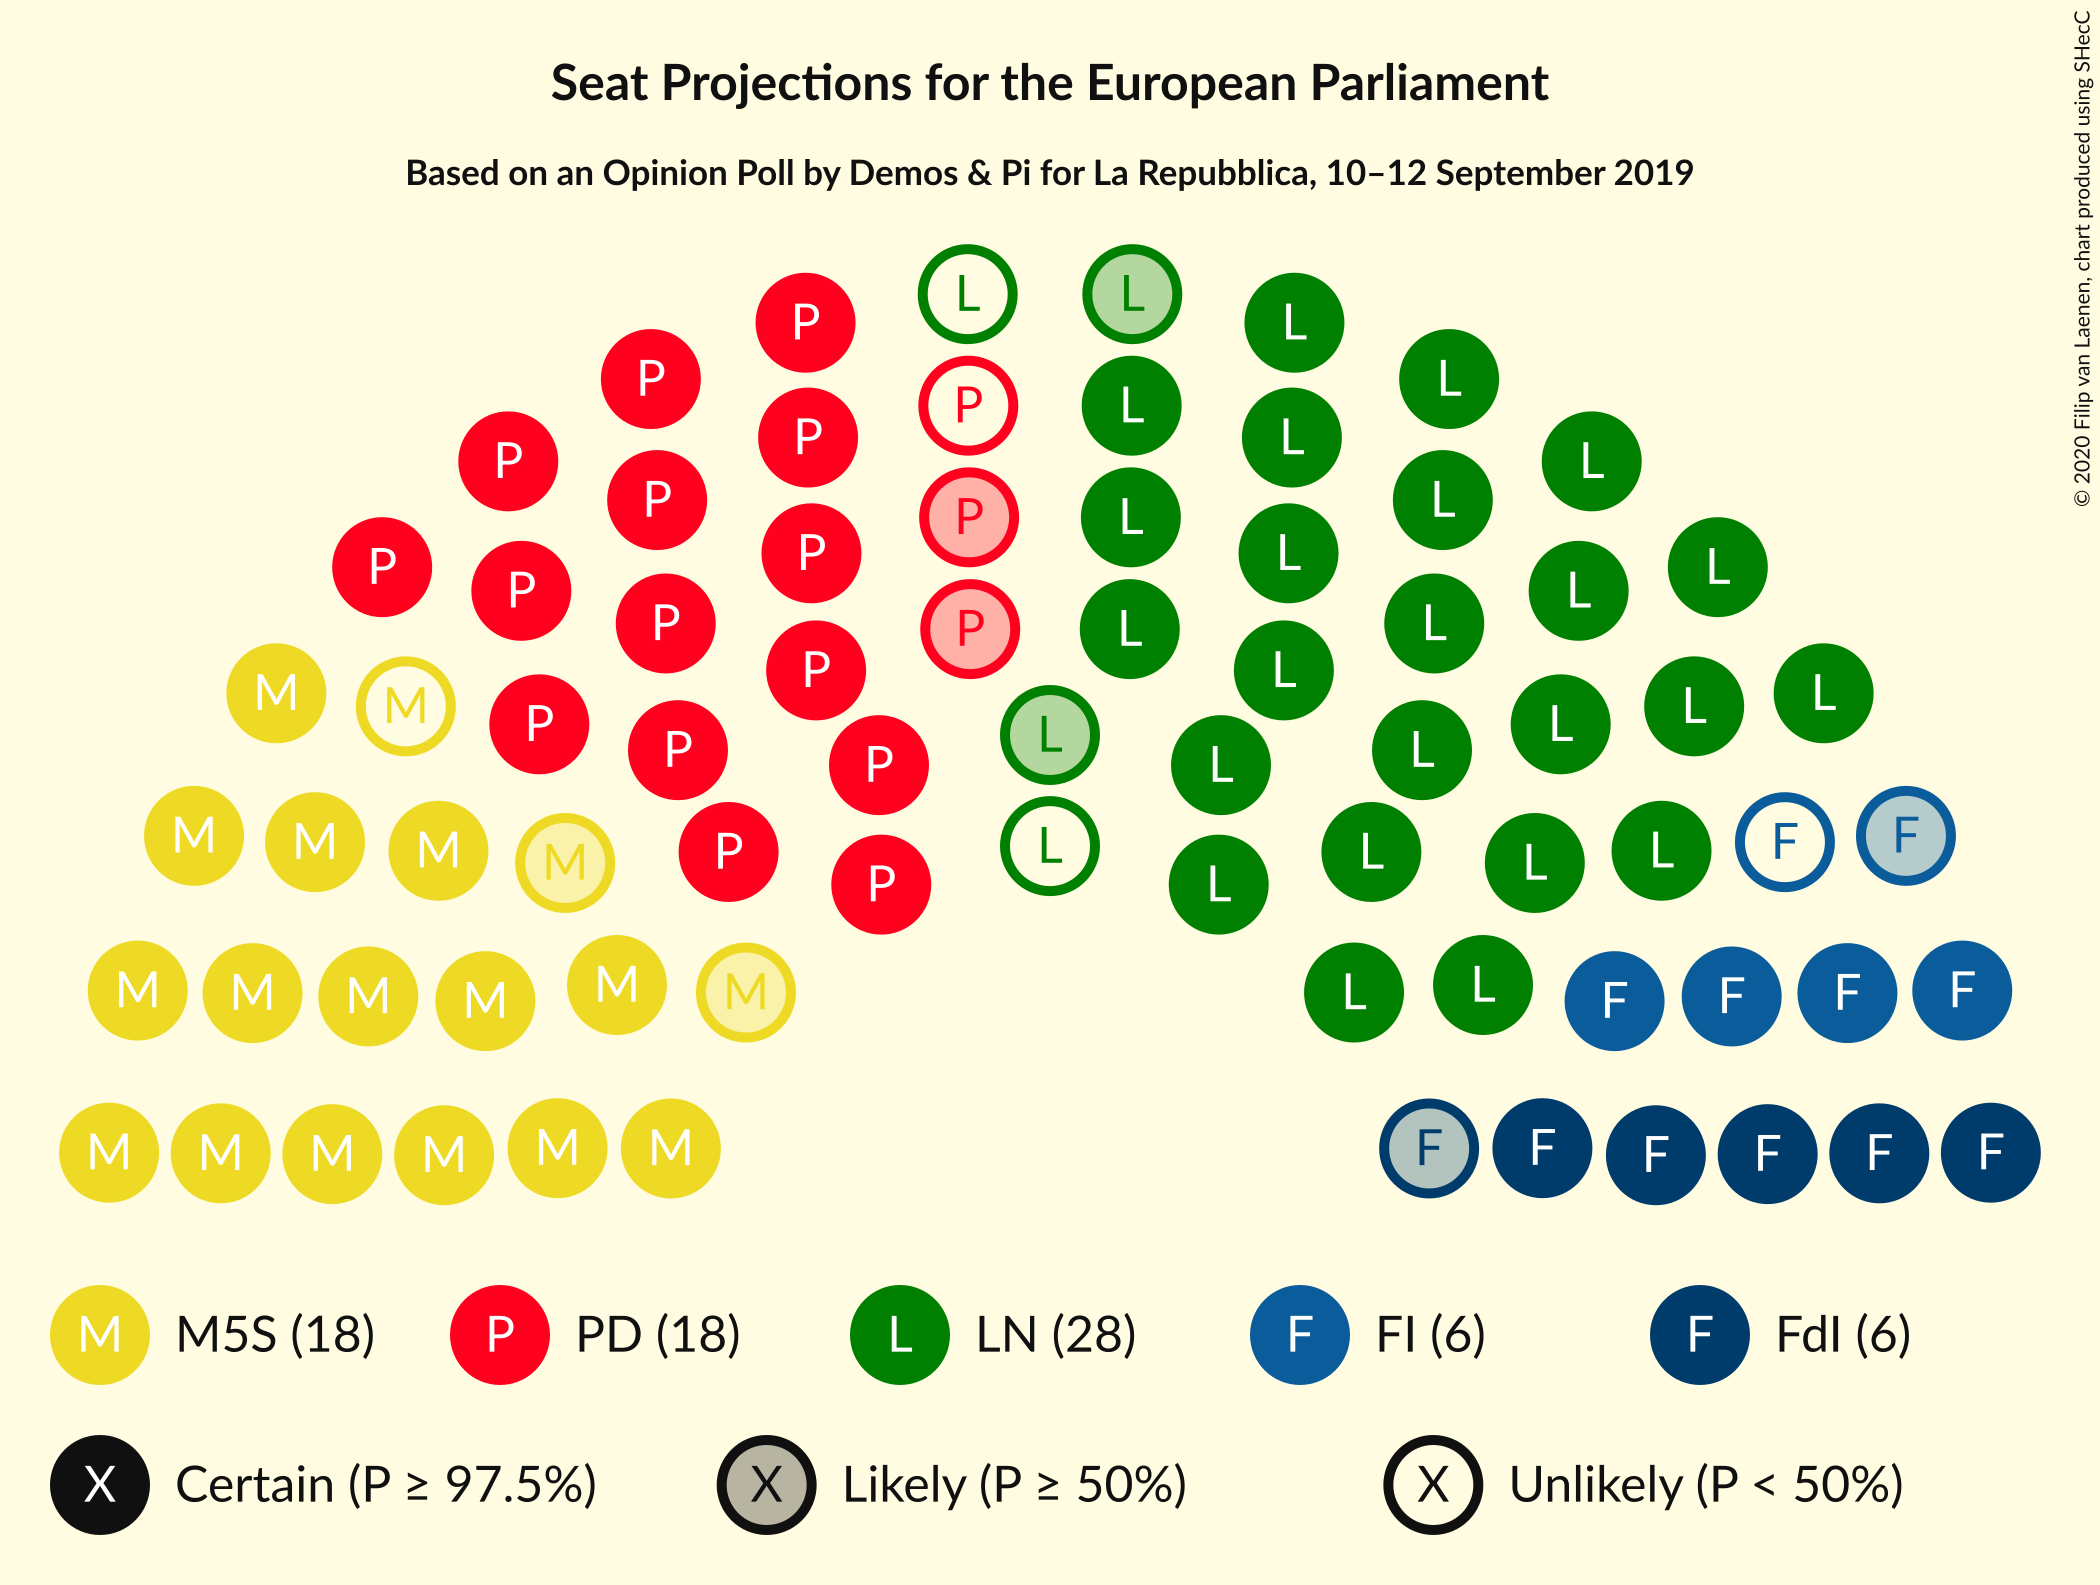 Seat Projections for the European Parliament
Based on an Opinion Poll by Demos & Pi for La Repubblica, 10–12 September 2019
© 2020 Filip van Laenen, chart produced using SHecC
L L
P L L P
P L L P
P P L L
P P L L
P P L L
P P L L
P P L L
P P L L
M M P P P L L L L L L
M M M M P P L L L L L F F
M M M M M M L L F F F F
M M M M M M F F F F F F
M M5S (18) P PD (18) L LN (28) F FI (6) F FdI (6)
X Certain (P ≥ 97.5%) X Likely (P ≥ 50%) X Unlikely (P < 50%)